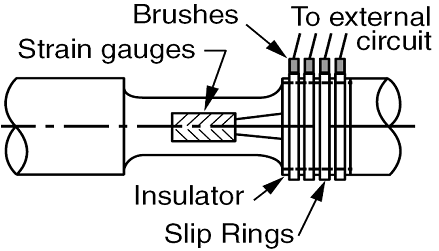 Brushes
To external
circuit
Strain gauges
Insulator
Slip Rings